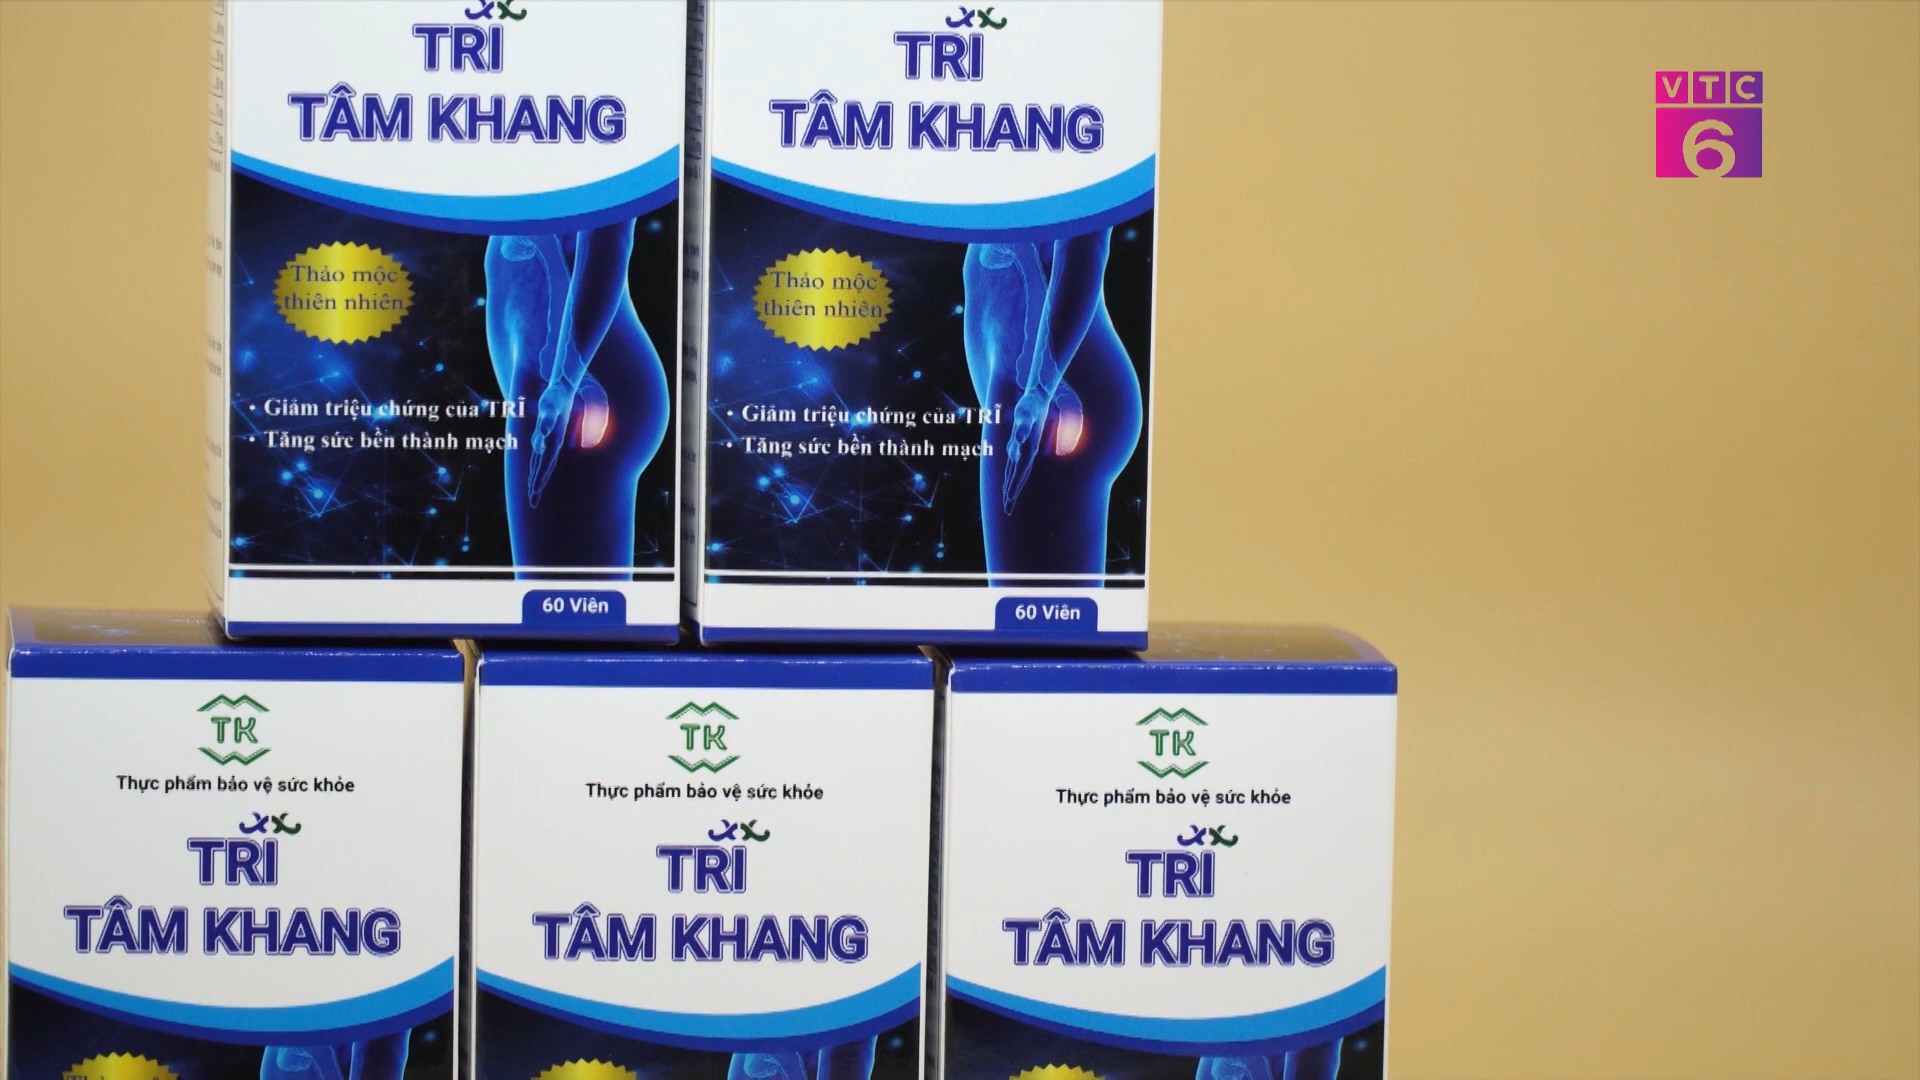 TRĨ
TÂM KHANG
Thảo mộc
thiên nhiên
• Giảm triệu chứng của TRĨ
• Tăng sức bền thành mạch
60 Viên
TRĨ
TÂM KHANG
Thảo mộc
thiên nhiên
• Giảm triệu chứng của TRĨ
• Tăng sức bền thành mạch
60 Viên
VTC
6
TK
Thực phẩm bảo vệ sức khỏe
TRĨ
TÂM KHANG
TK
Thực phẩm bảo vệ sức khỏe
TRĨ
TÂM KHANG
TK
Thực phẩm bảo vệ sức khỏe
TRĨ
TÂM KHANG